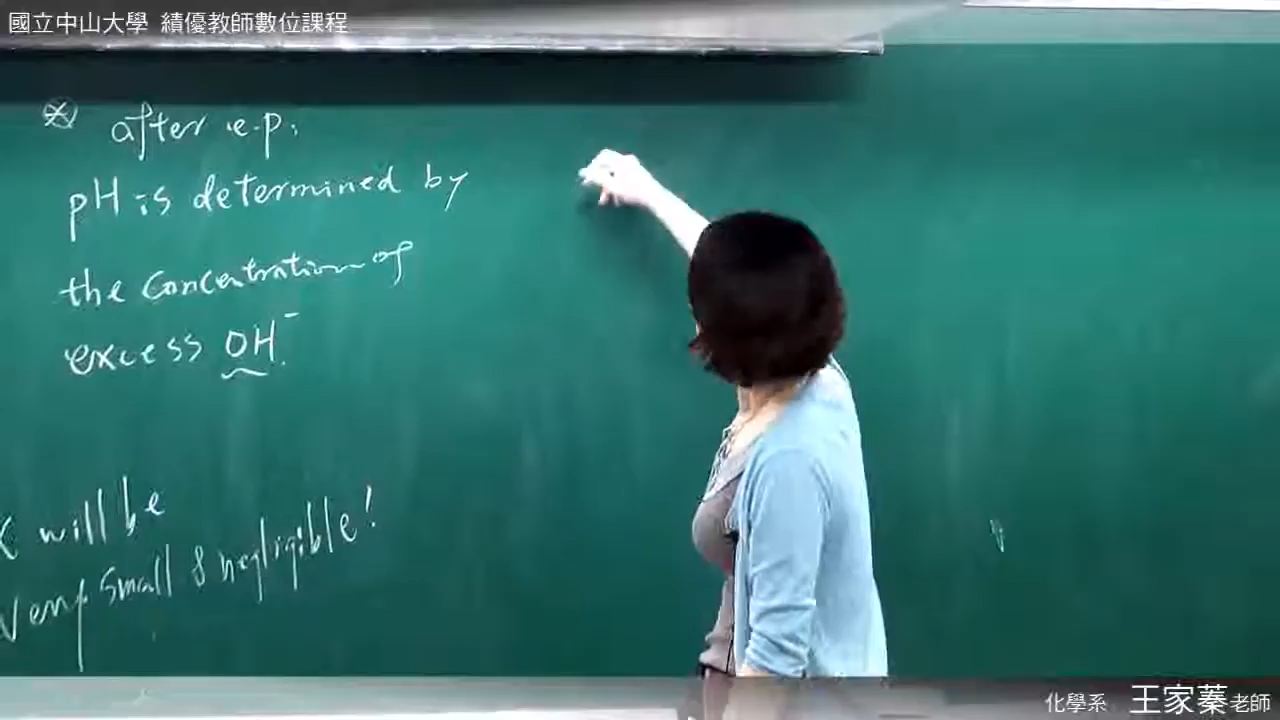 國立中山大學 績優教師數位課程
after e.p.
pH is determined by
the concentration of
excess OH⁻.
x will be
very small & negligible!
化學系 王家蓁老師